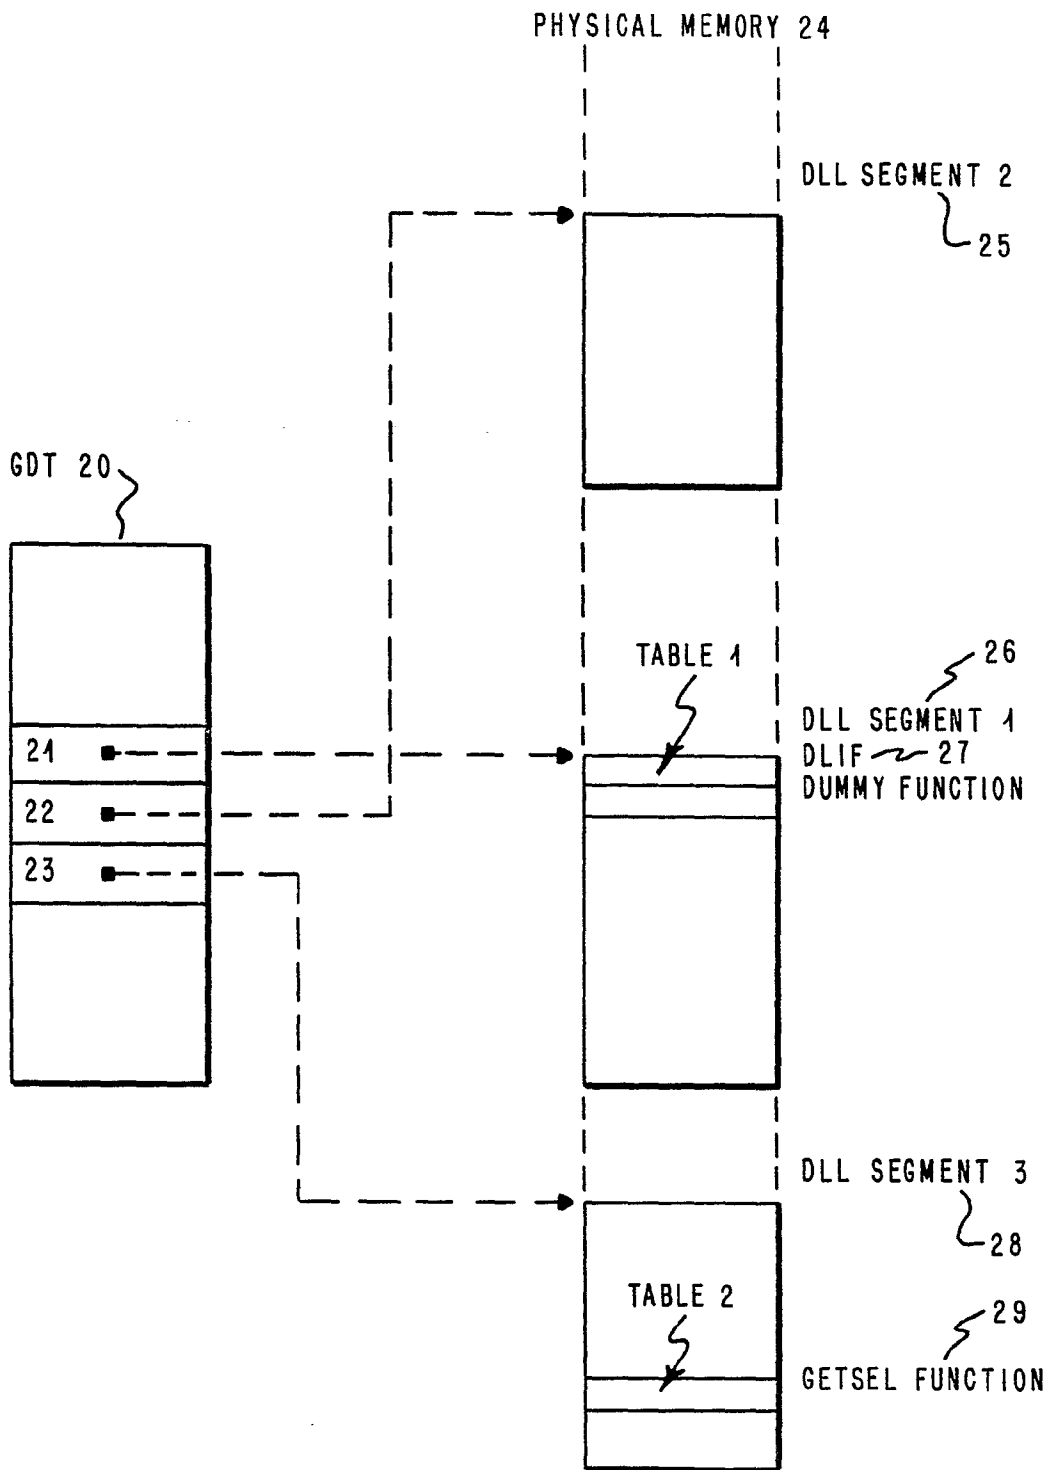 PHYSICAL MEMORY 24
DLL SEGMENT 2
25
GDT 20
TABLE 1
26
DLL SEGMENT 1
DLIF 27
DUMMY FUNCTION
21
22
23
DLL SEGMENT 3
28
TABLE 2
29
GETSEL FUNCTION